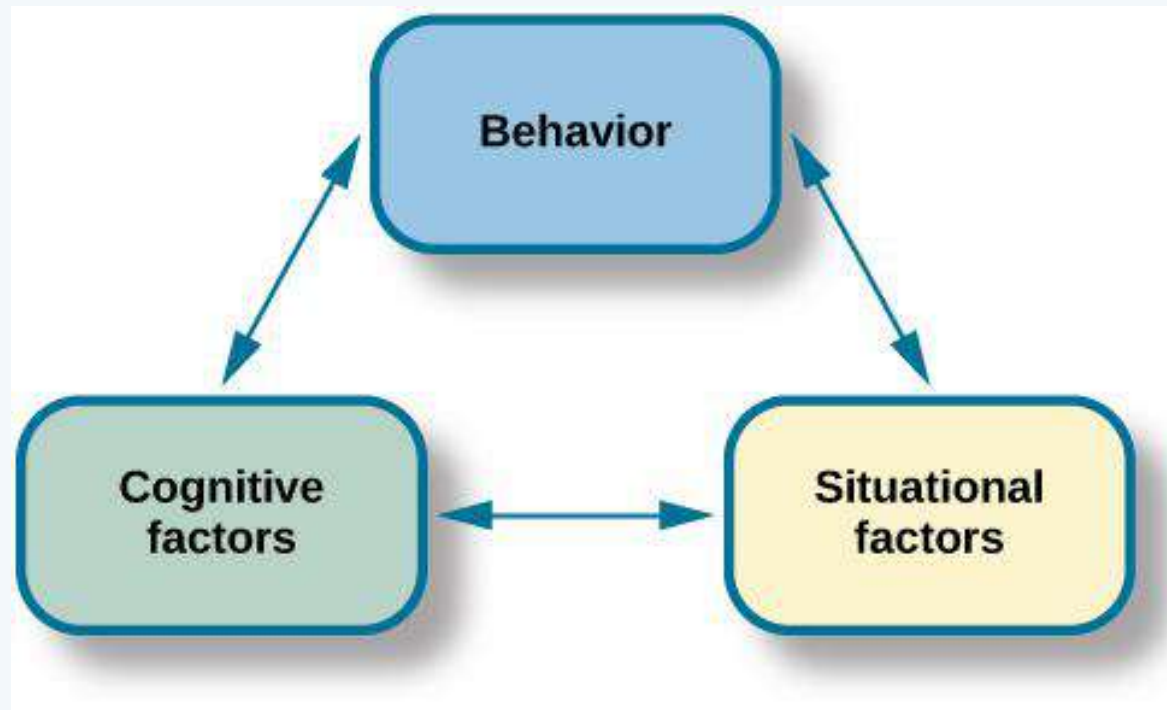 Behavior
Cognitive
factors
Situational
factors